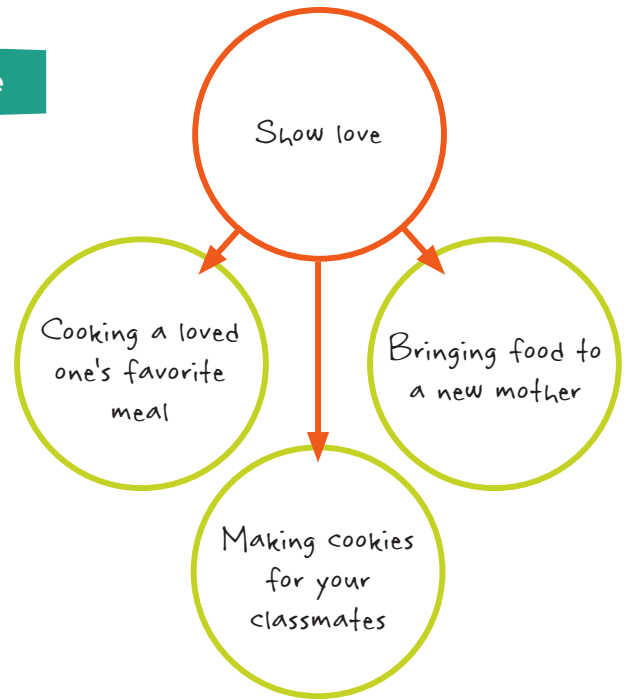 e
Show love
Cooking a loved
one's favorite
meal
Bringing food to
a new mother
Making cookies
for your
classmates